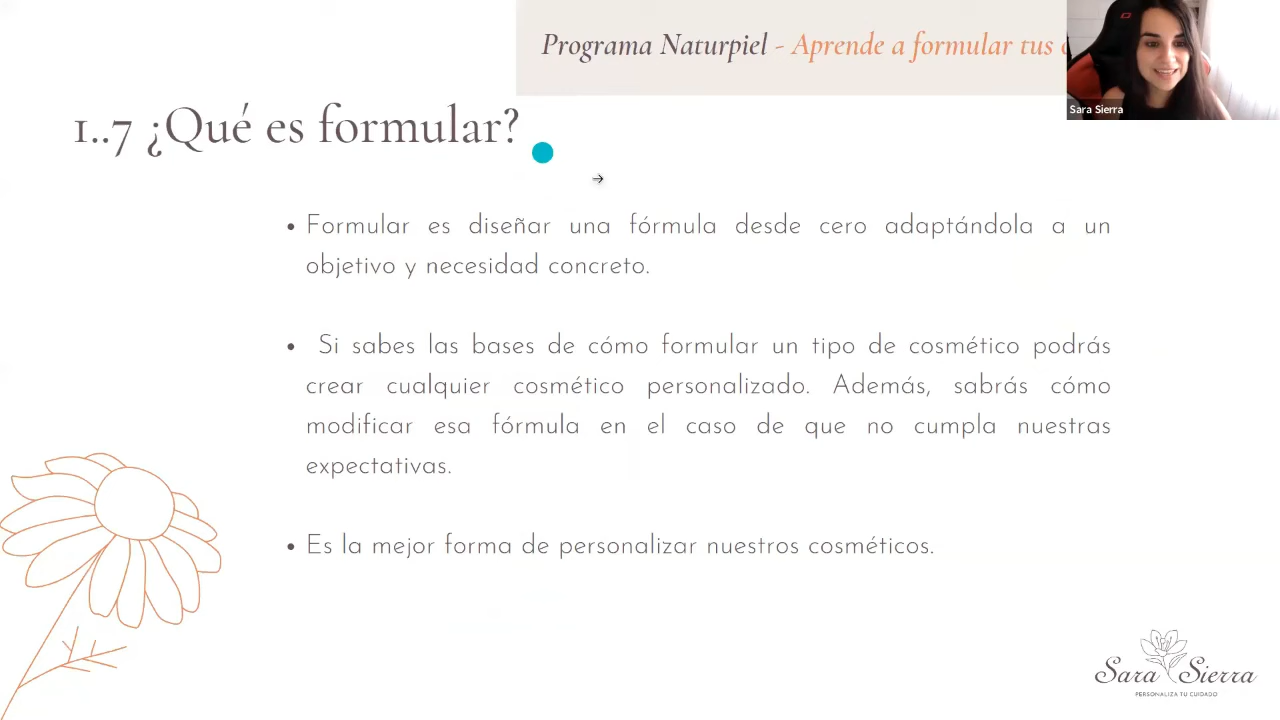 Programa Naturpiel - Aprende a formular tus
Sara Sierra
1..7 ¿Qué es formular?
• Formular es diseñar una fórmula desde cero adaptándola a un
objetivo y necesidad concreto.
• Si sabes las bases de cómo formular un tipo de cosmético podrás
crear cualquier cosmético personalizado. Además, sabrás cómo
modificar esa fórmula en el caso de que no cumpla nuestras
expectativas.
• Es la mejor forma de personalizar nuestros cosméticos.
Sara Sierra
PERSONALIZA TU CUIDADO